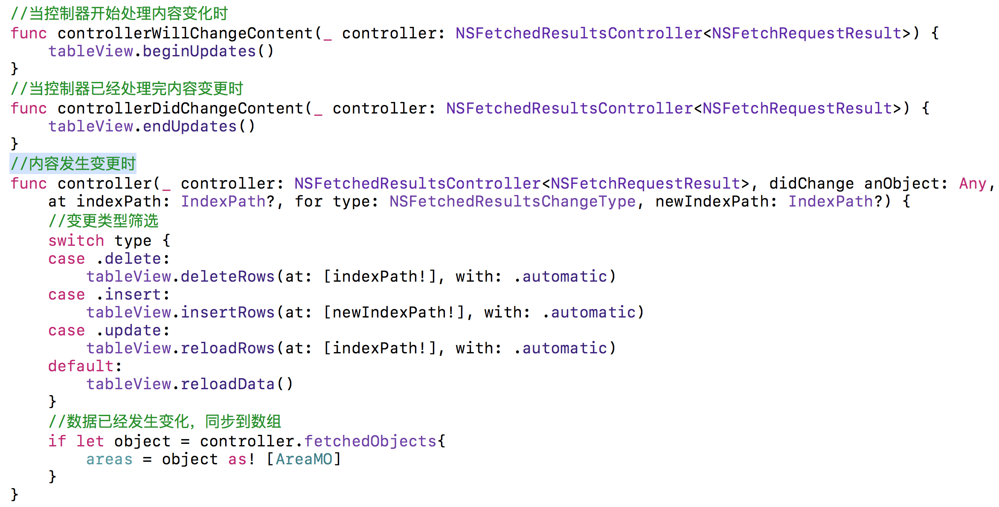 //当控制器开始处理内容变化时
func controllerWillChangeContent(_ controller: NSFetchedResultsController<NSFetchRequestResult>) {
    tableView.beginUpdates()
}
//当控制器已经处理完内容变更时
func controllerDidChangeContent(_ controller: NSFetchedResultsController<NSFetchRequestResult>) {
    tableView.endUpdates()
}
//内容发生变更时
func controller(_ controller: NSFetchedResultsController<NSFetchRequestResult>, didChange anObject: Any,
    at indexPath: IndexPath?, for type: NSFetchedResultsChangeType, newIndexPath: IndexPath?) {
    //变更类型筛选
    switch type {
    case .delete:
        tableView.deleteRows(at: [indexPath!], with: .automatic)
    case .insert:
        tableView.insertRows(at: [newIndexPath!], with: .automatic)
    case .update:
        tableView.reloadRows(at: [indexPath!], with: .automatic)
    default:
        tableView.reloadData()
    }
    //数据已经发生变化，同步到数组
    if let object = controller.fetchedObjects{
        areas = object as! [AreaMO]
    }
}